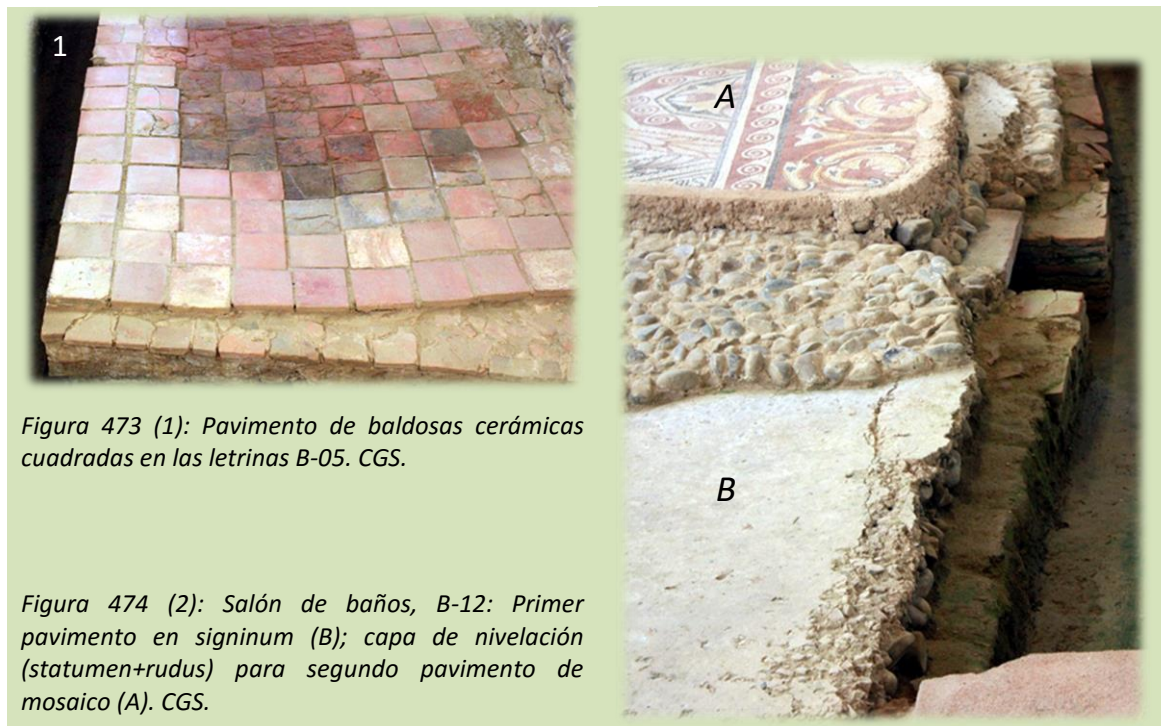 1
A
B
Figura 473 (1): Pavimento de baldosas cerámicas
cuadradas en las letrinas B-05. CGS.
Figura 474 (2): Salón de baños, B-12: Primer
pavimento en signinum (B); capa de nivelación
(statumen+rudus) para segundo pavimento de
mosaico (A). CGS.